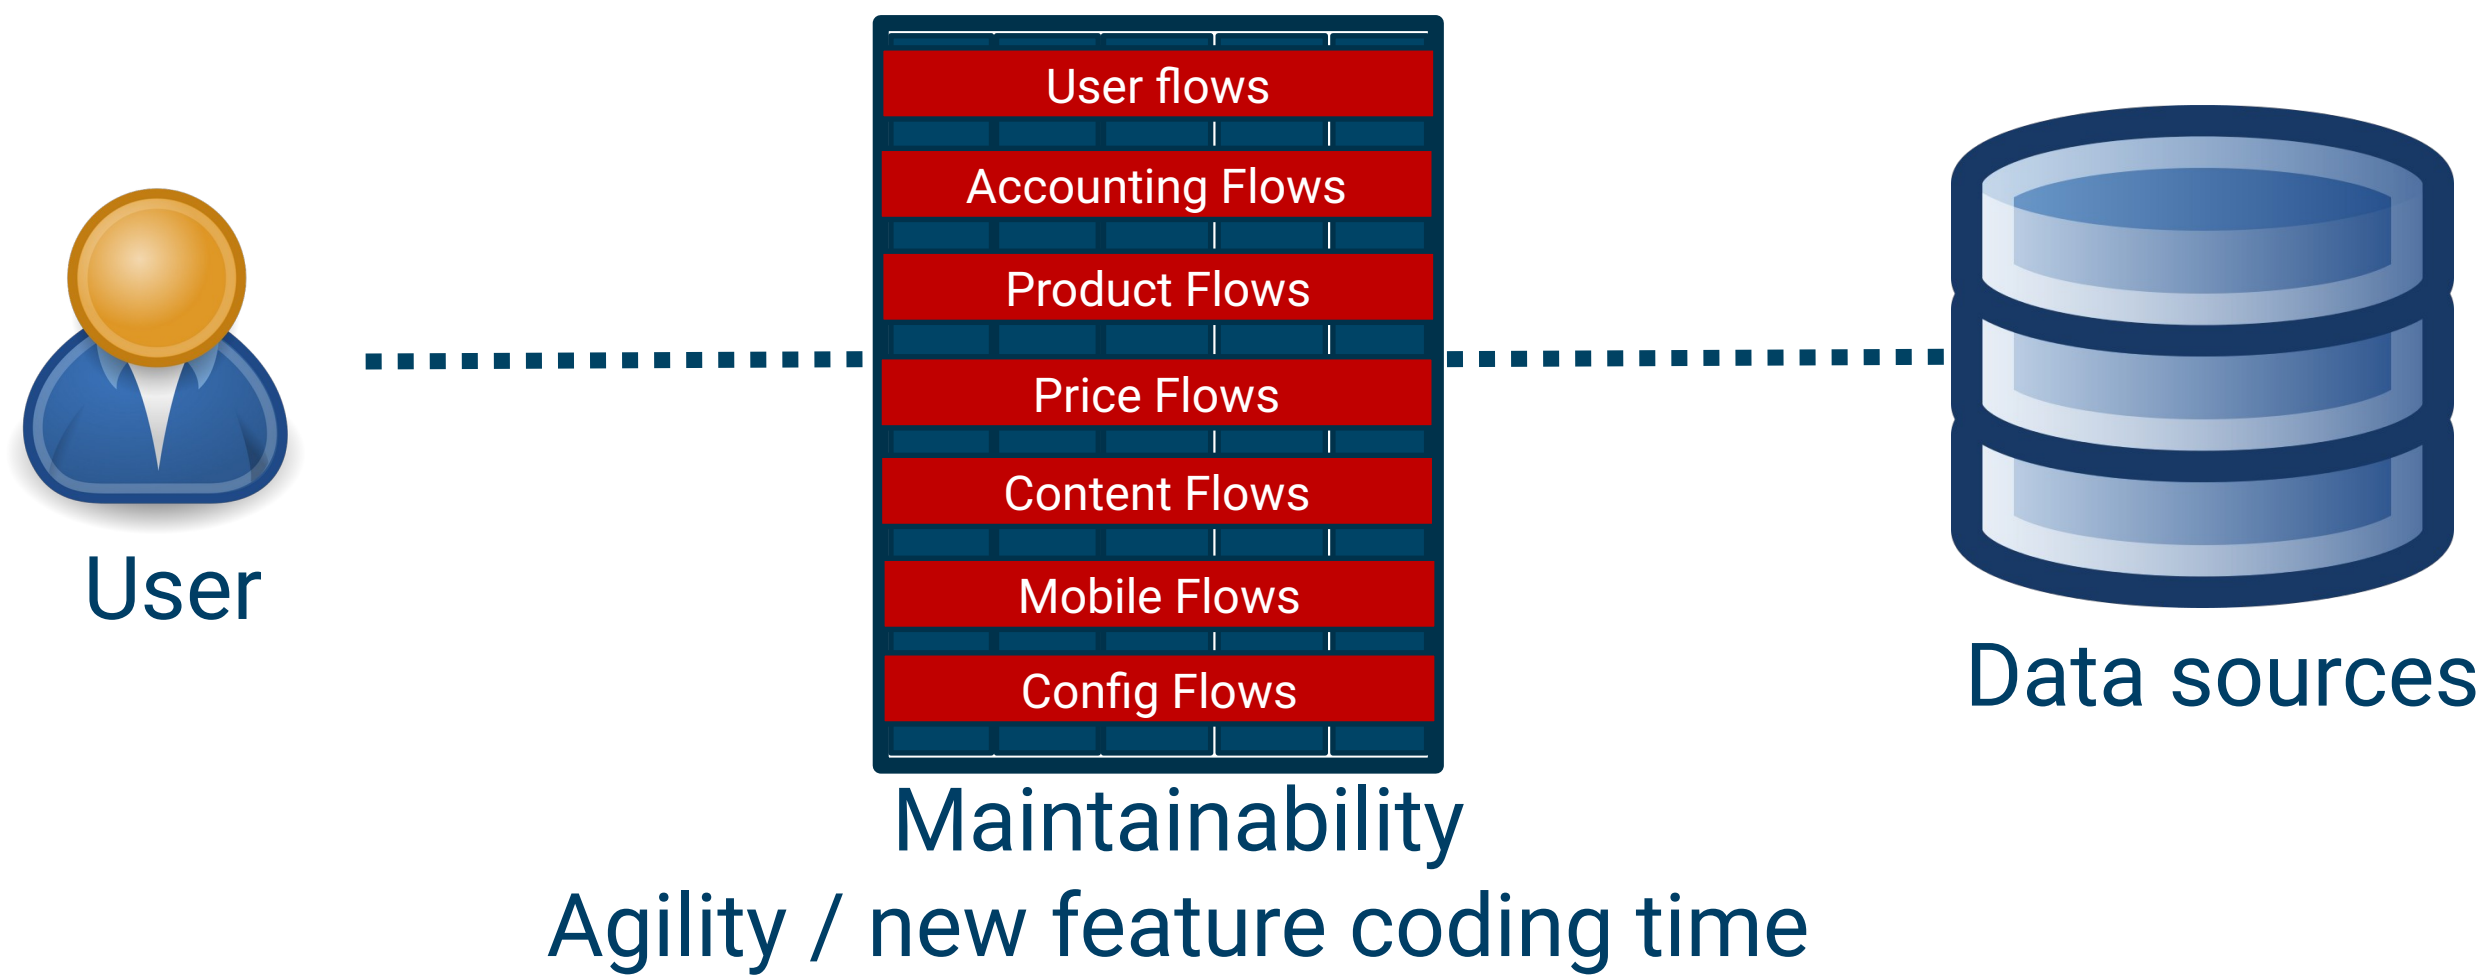 User flows
Accounting Flows
Product Flows
Price Flows
Content Flows
Mobile Flows
Config Flows
User
Data sources
Maintainability
Agility / new feature coding time